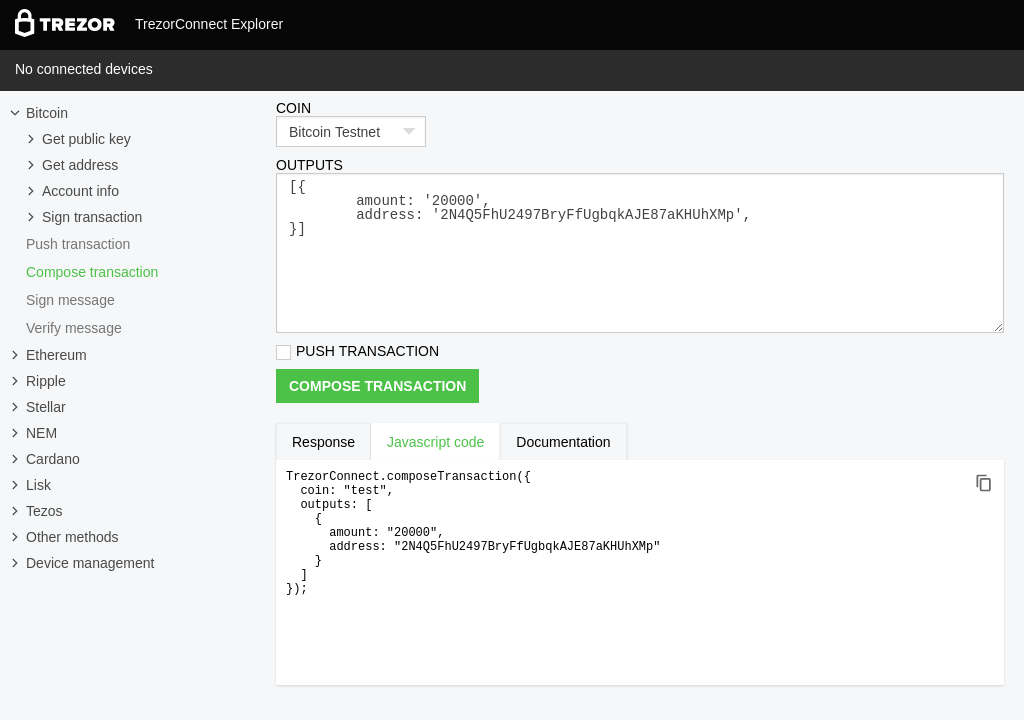 TREZOR TrezorConnect Explorer
No connected devices
Bitcoin
Get public key
Get address
Account info
Sign transaction
Push transaction
Compose transaction
Sign message
Verify message
Ethereum
Ripple
Stellar
NEM
Cardano
Lisk
Tezos
Other methods
Device management
COIN
Bitcoin Testnet
OUTPUTS
[{
        amount: '20000',
        address: '2N4Q5FhU2497BryFfUgbqkAJE87aKHUhXMp',
}]
PUSH TRANSACTION
COMPOSE TRANSACTION
Response Javascript code Documentation
TrezorConnect.composeTransaction({
  coin: "test",
  outputs: [
    {
      amount: "20000",
      address: "2N4Q5FhU2497BryFfUgbqkAJE87aKHUhXMp"
    }
  ]
});